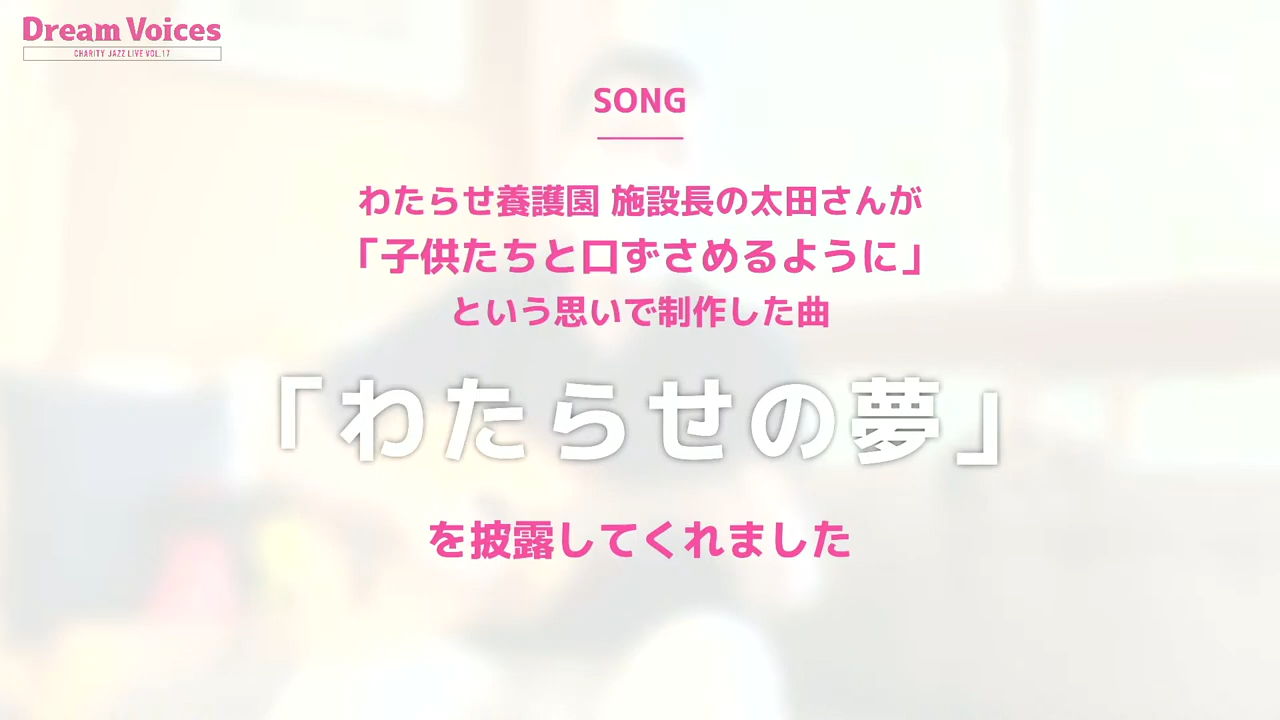 Dream Voices
CHARITY JAZZ LIVE VOL.17
SONG
わたらせ養護園 施設長の太田さんが
「子供たちと口ずさめるように」
という思いで制作した曲
「わたらせの夢」
を披露してくれました